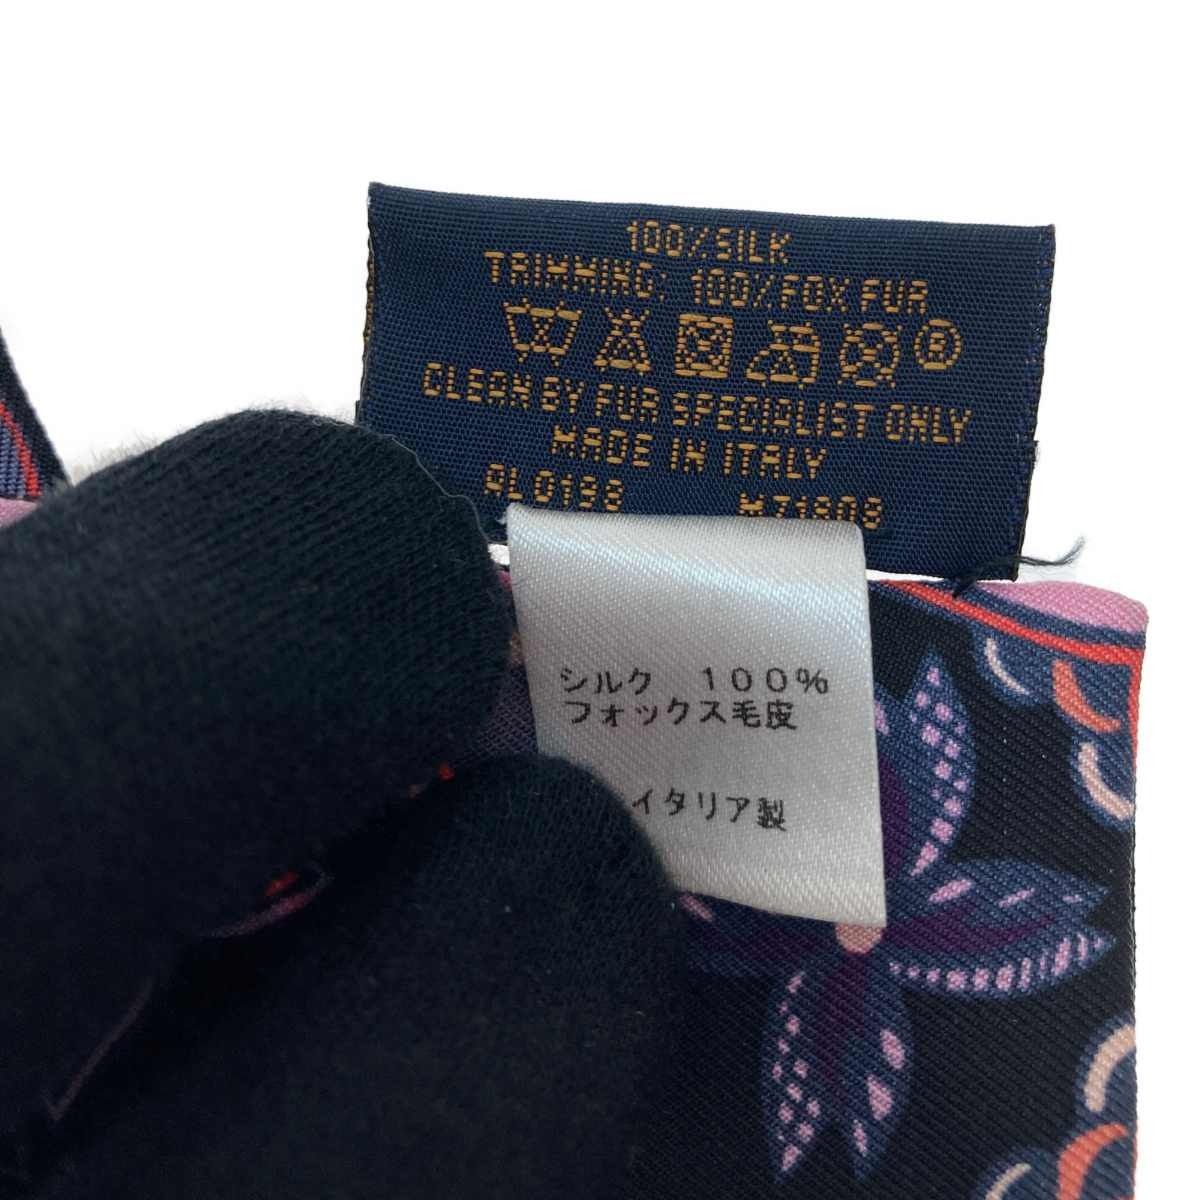 100%SILK
TRIMMING: 100%FOX FUR
CLEAN BY FUR SPECIALIST ONLY
MADE IN ITALY
M71808
シルク 100%
フォックス毛皮
イタリア製